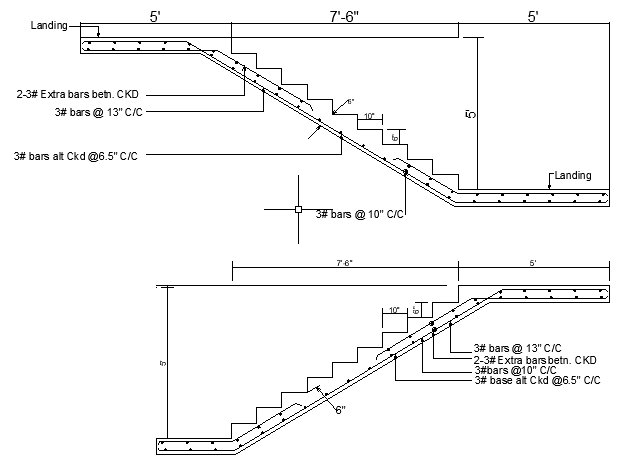 5' 7'-6" 5'
Landing
2-3# Extra bars betn. CKD
6"
3# bars @ 13" C/C
10"
5'
6"
3# bars alt Ckd @6.5" C/C
Landing
3# bars @ 10" C/C
7'-6" 5'
10"
6"
3# bars @ 13" C/C
2-3# Extra bars betn. CKD
5'
3#bars @10" C/C
3# base alt Ckd @6.5" C/C
6"